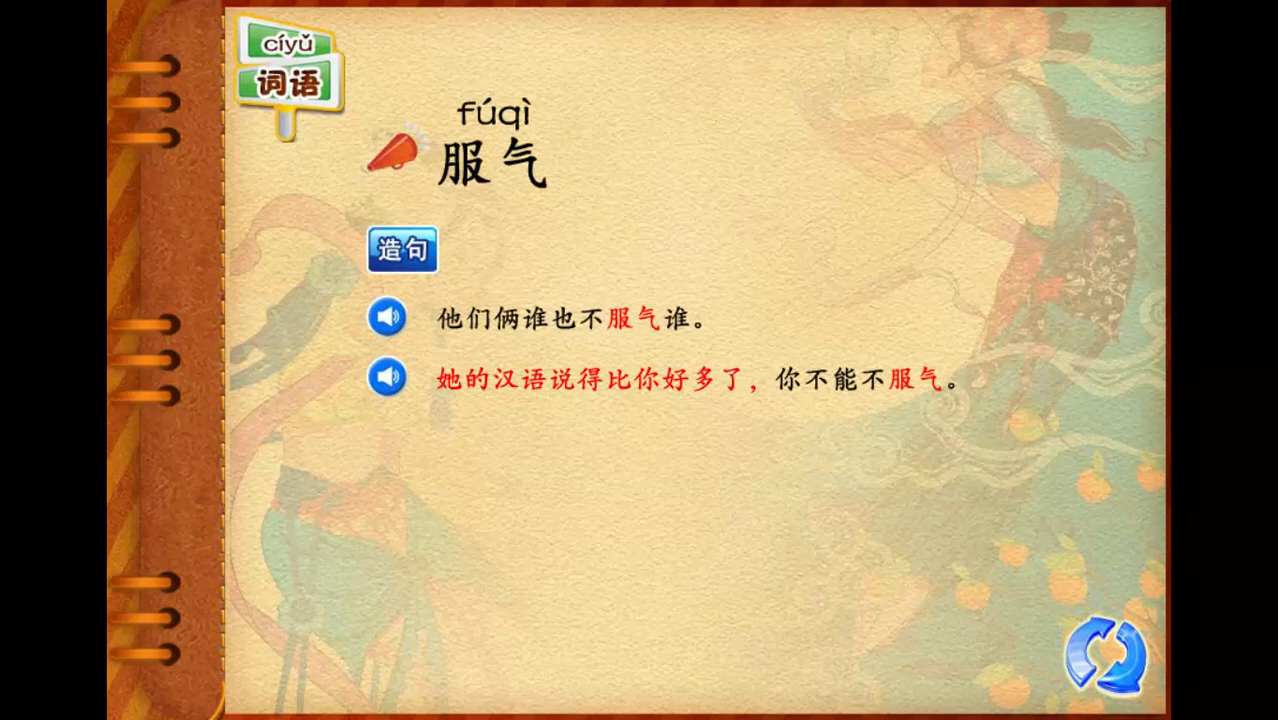 cíyǔ
词语
fúqì
服气
造句
他们俩谁也不服气谁。
她的汉语说得比你好多了，你不能不服气。